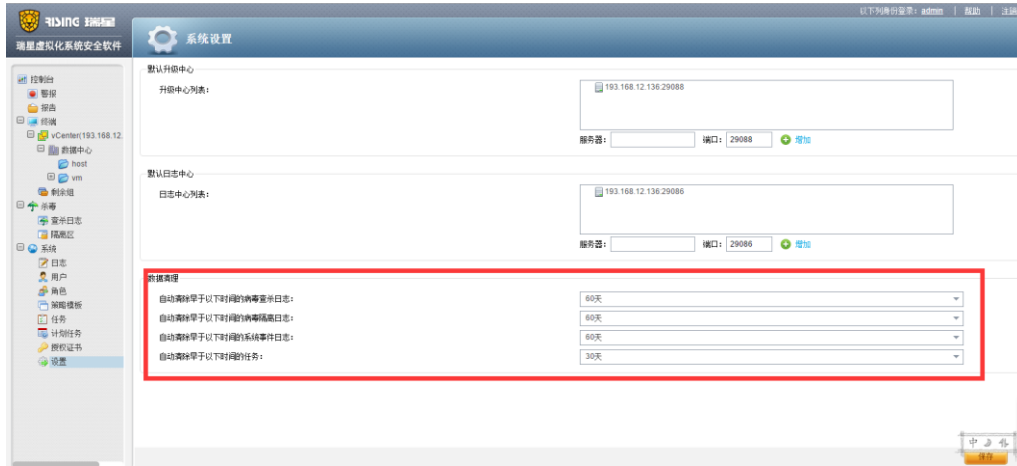 以下列身份登录：admin | 帮助 | 注销
RISING 瑞星
瑞星虚拟化系统安全软件
系统设置
控制台
警报
报告
终端
vCenter(193.168.12.
数据中心
host
vm
剩余组
杀毒
查杀日志
隔离区
系统
日志
用户
角色
策略模板
任务
计划任务
授权证书
设置
默认升级中心
升级中心列表：
193.168.12.136:29088
服务器： 端口： 29088 增加
默认日志中心
日志中心列表：
193.168.12.136:29086
服务器： 端口： 29086 增加
数据清理
自动清除早于以下时间的病毒查杀日志： 60天
自动清除早于以下时间的病毒隔离日志： 60天
自动清除早于以下时间的系统事件日志： 60天
自动清除早于以下时间的任务： 30天
中
保存